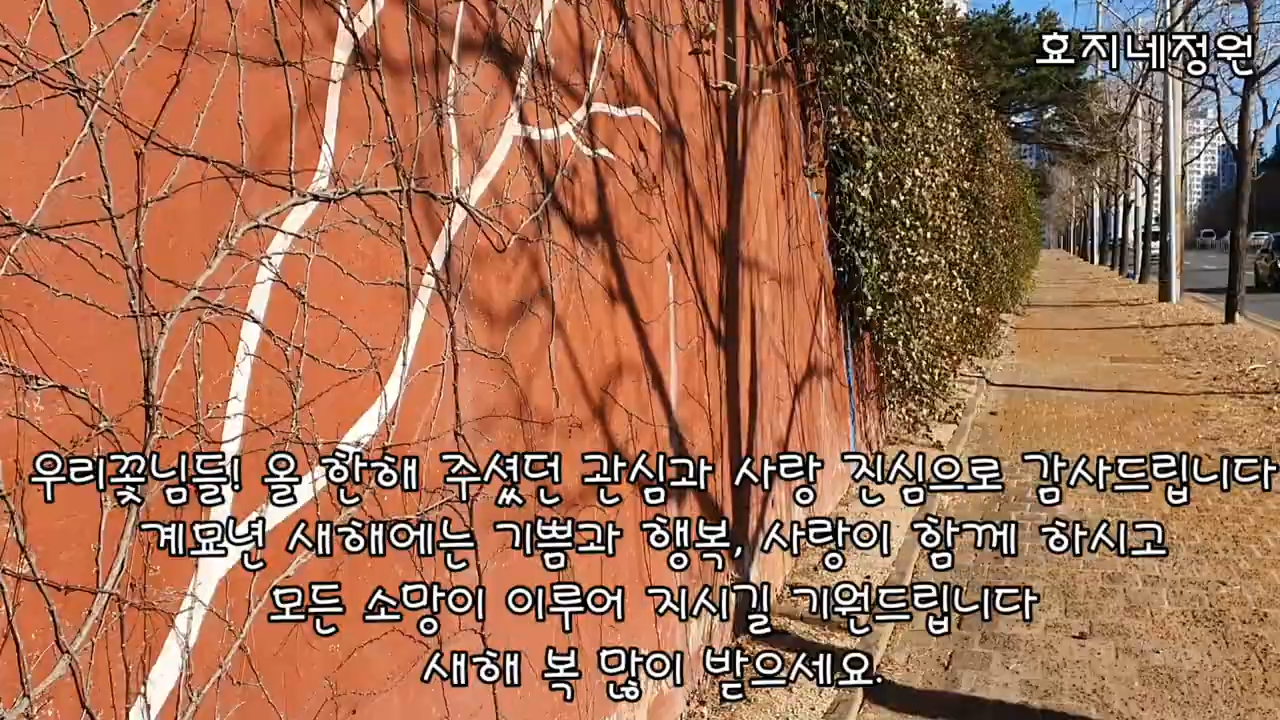 효지네정원
우리꽃님들! 올 한해 주셨던 관심과 사랑 진심으로 감사드립니다
계묘년 새해에는 기쁨과 행복, 사랑이 함께 하시고
모든 소망이 이루어 지시길 기원드립니다
새해 복 많이 받으세요.